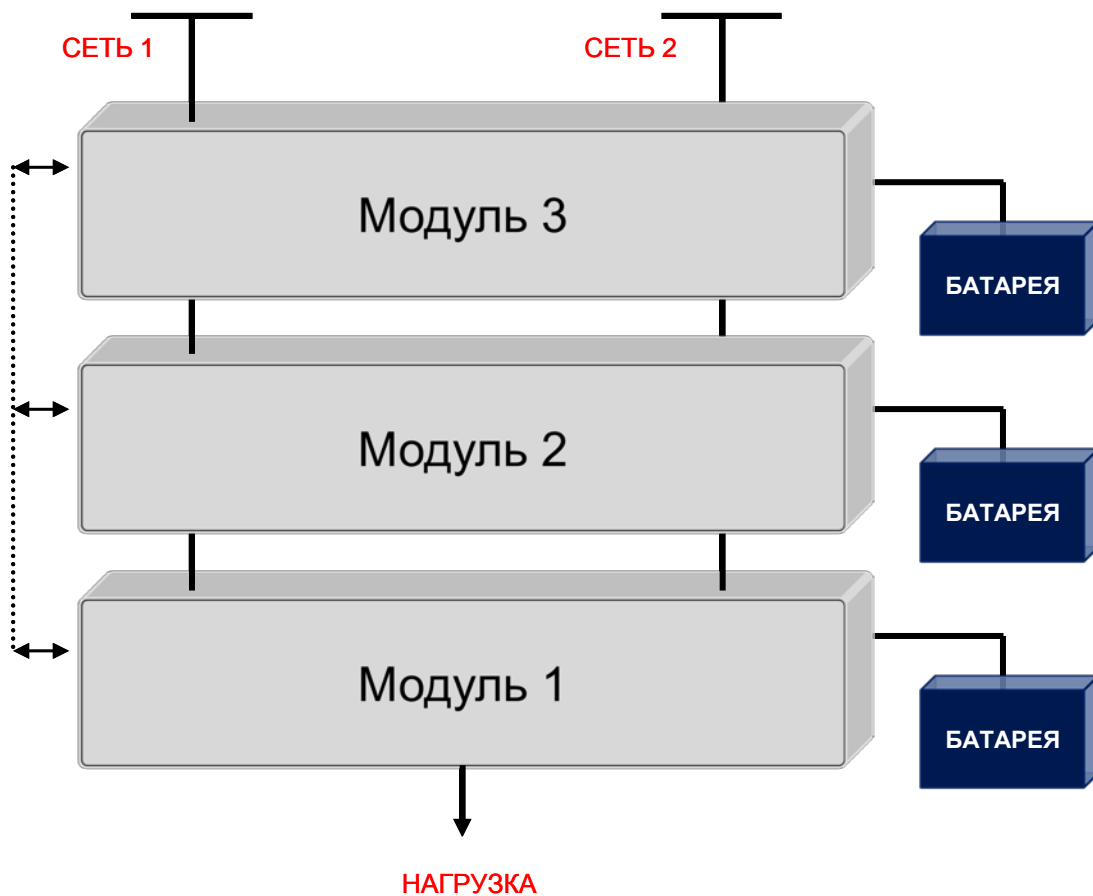 СЕТЬ 1
СЕТЬ 2
Модуль 3
БАТАРЕЯ
Модуль 2
БАТАРЕЯ
Модуль 1
БАТАРЕЯ
НАГРУЗКА